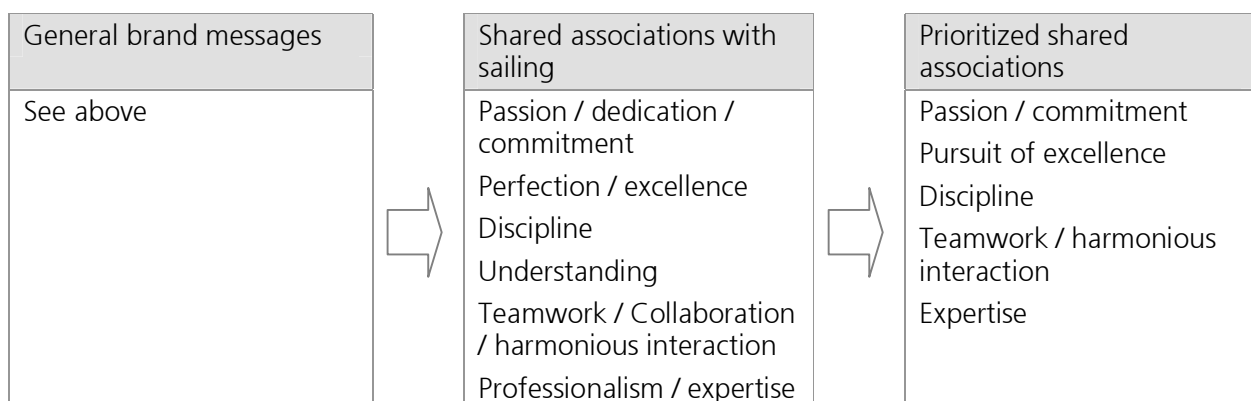 General brand messages
See above
Shared associations with
sailing
Passion / dedication /
commitment
Perfection / excellence
Discipline
Understanding
Teamwork / Collaboration
/ harmonious interaction
Professionalism / expertise
Prioritized shared
associations
Passion / commitment
Pursuit of excellence
Discipline
Teamwork / harmonious
interaction
Expertise